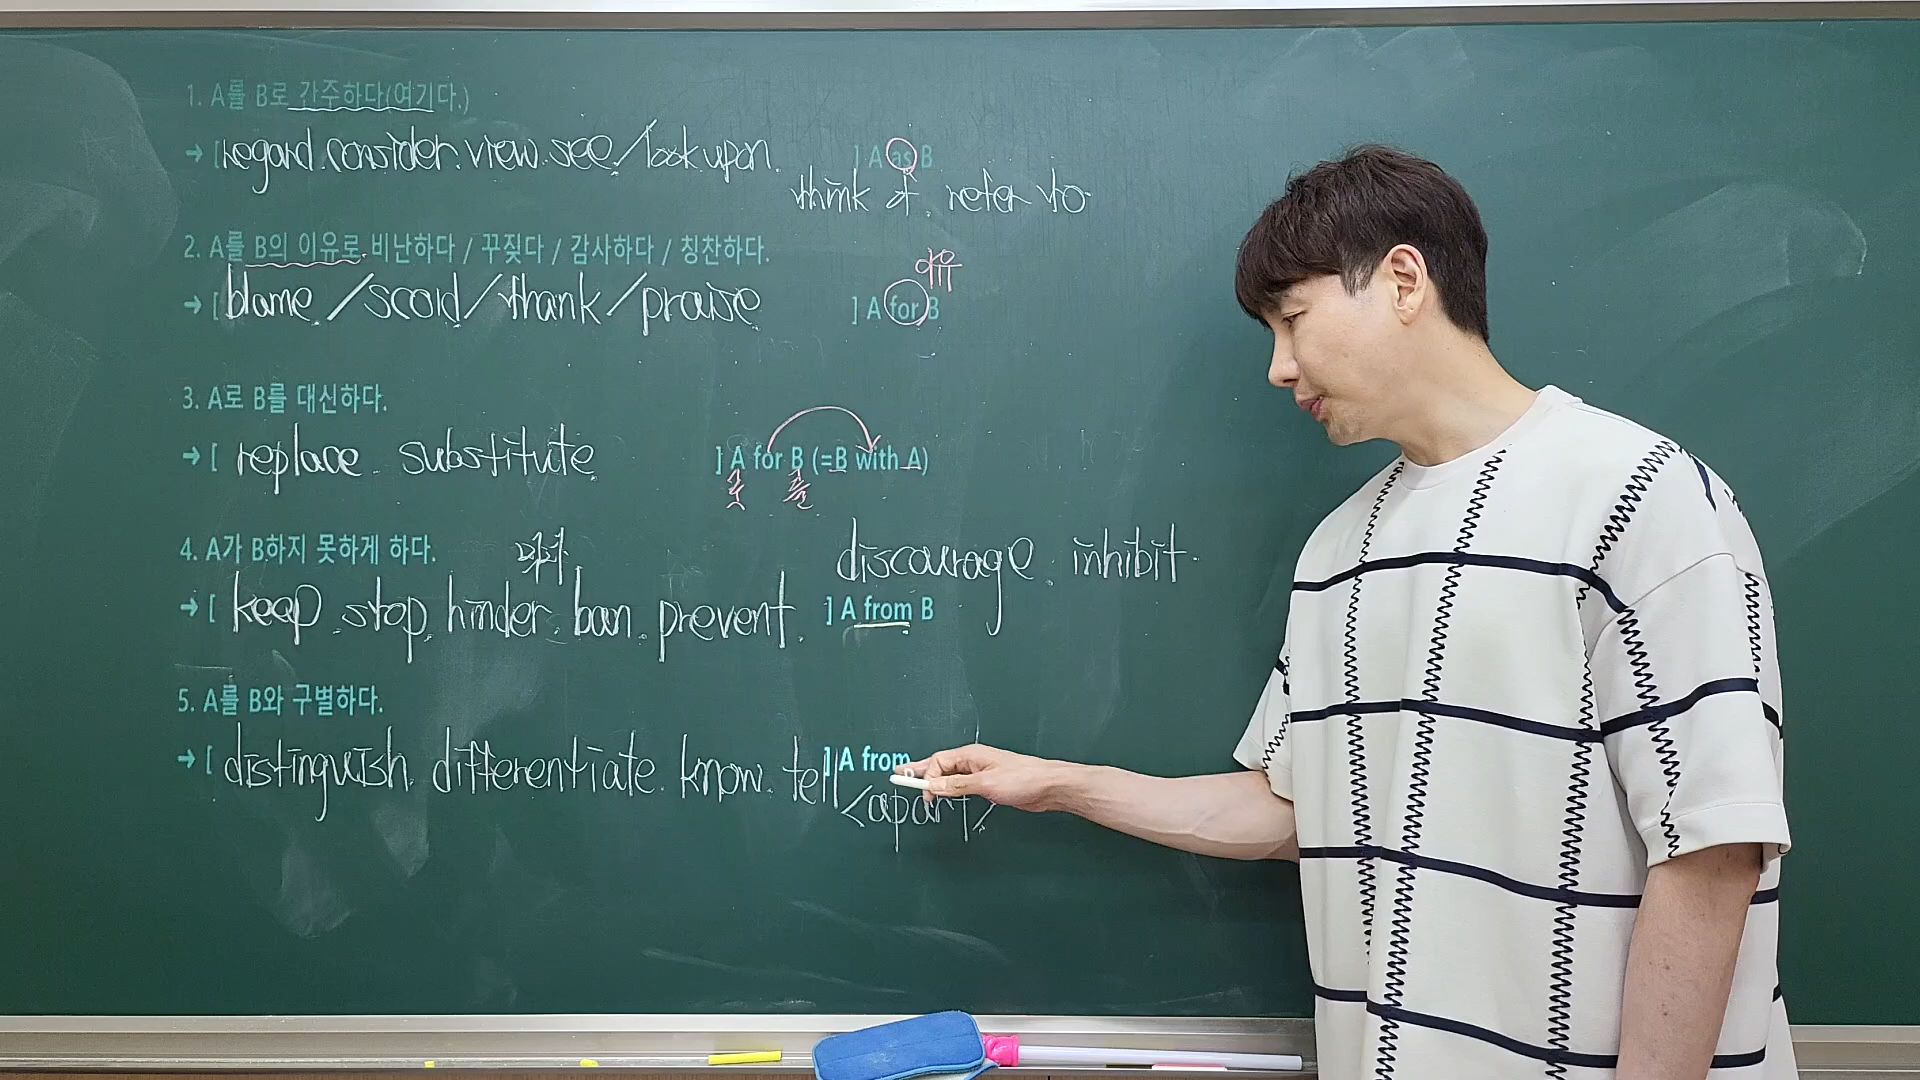 1. A를 B로 간주하다(여기다.)
→ [regard. consider. view. see / look upon. ] A as B
think of. refer to
2. A를 B의 이유로 비난하다 / 꾸짖다 / 감사하다 / 칭찬하다.
이유
→ [blame / scold / thank / praise ] A for B
3. A로 B를 대신하다.
→ [ replace. substitute ] A for B (=B with A)
4. A가 B하지 못하게 하다.
discourage. inhibit.
→ [ keep. stop. hinder. ban. prevent. ] A from B
5. A를 B와 구별하다.
→ [ distinguish. differentiate. know. tell ] A from
<apart>